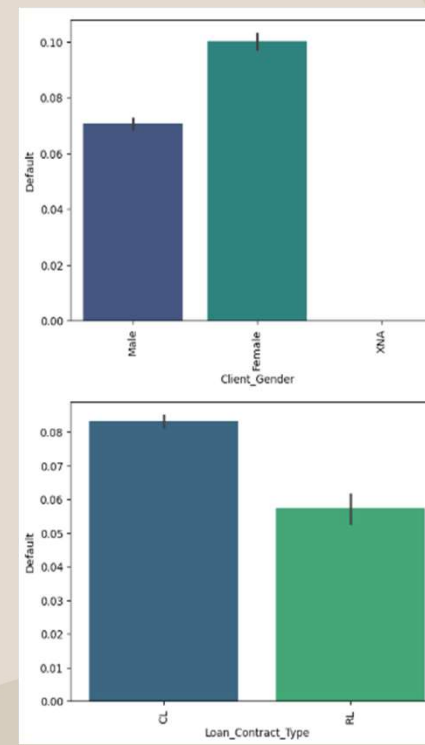 0.10
0.08
0.06
0.04
0.02
0.00
Default
Male
Female
XNA
Client_Gender
0.08
0.07
0.06
0.05
0.04
0.03
0.02
0.01
0.00
Default
CL
RL
Loan_Contract_Type